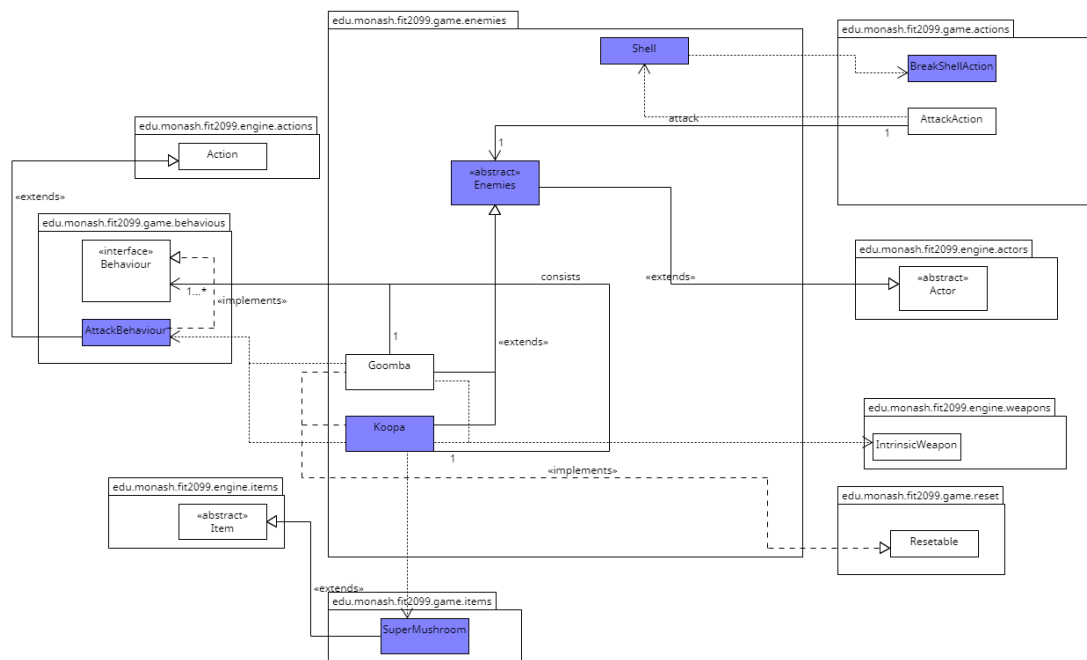 edu.monash.fit2099.game.enemies
edu.monash.fit2099.game.actions
Shell
BreakShellAction
AttackAction
attack
1
1
edu.monash.fit2099.engine.actions
Action
«abstract»
Enemies
«extends»
edu.monash.fit2099.game.behavious
«interface»
Behaviour
1...*
«implements»
AttackBehaviour
consists
«extends»
edu.monash.fit2099.engine.actors
«abstract»
Actor
1
«extends»
Goomba
Koopa
1
edu.monash.fit2099.engine.weapons
IntrinsicWeapon
«implements»
edu.monash.fit2099.engine.items
«abstract»
Item
edu.monash.fit2099.game.reset
Resetable
«extends»
edu.monash.fit2099.game.items
SuperMushroom